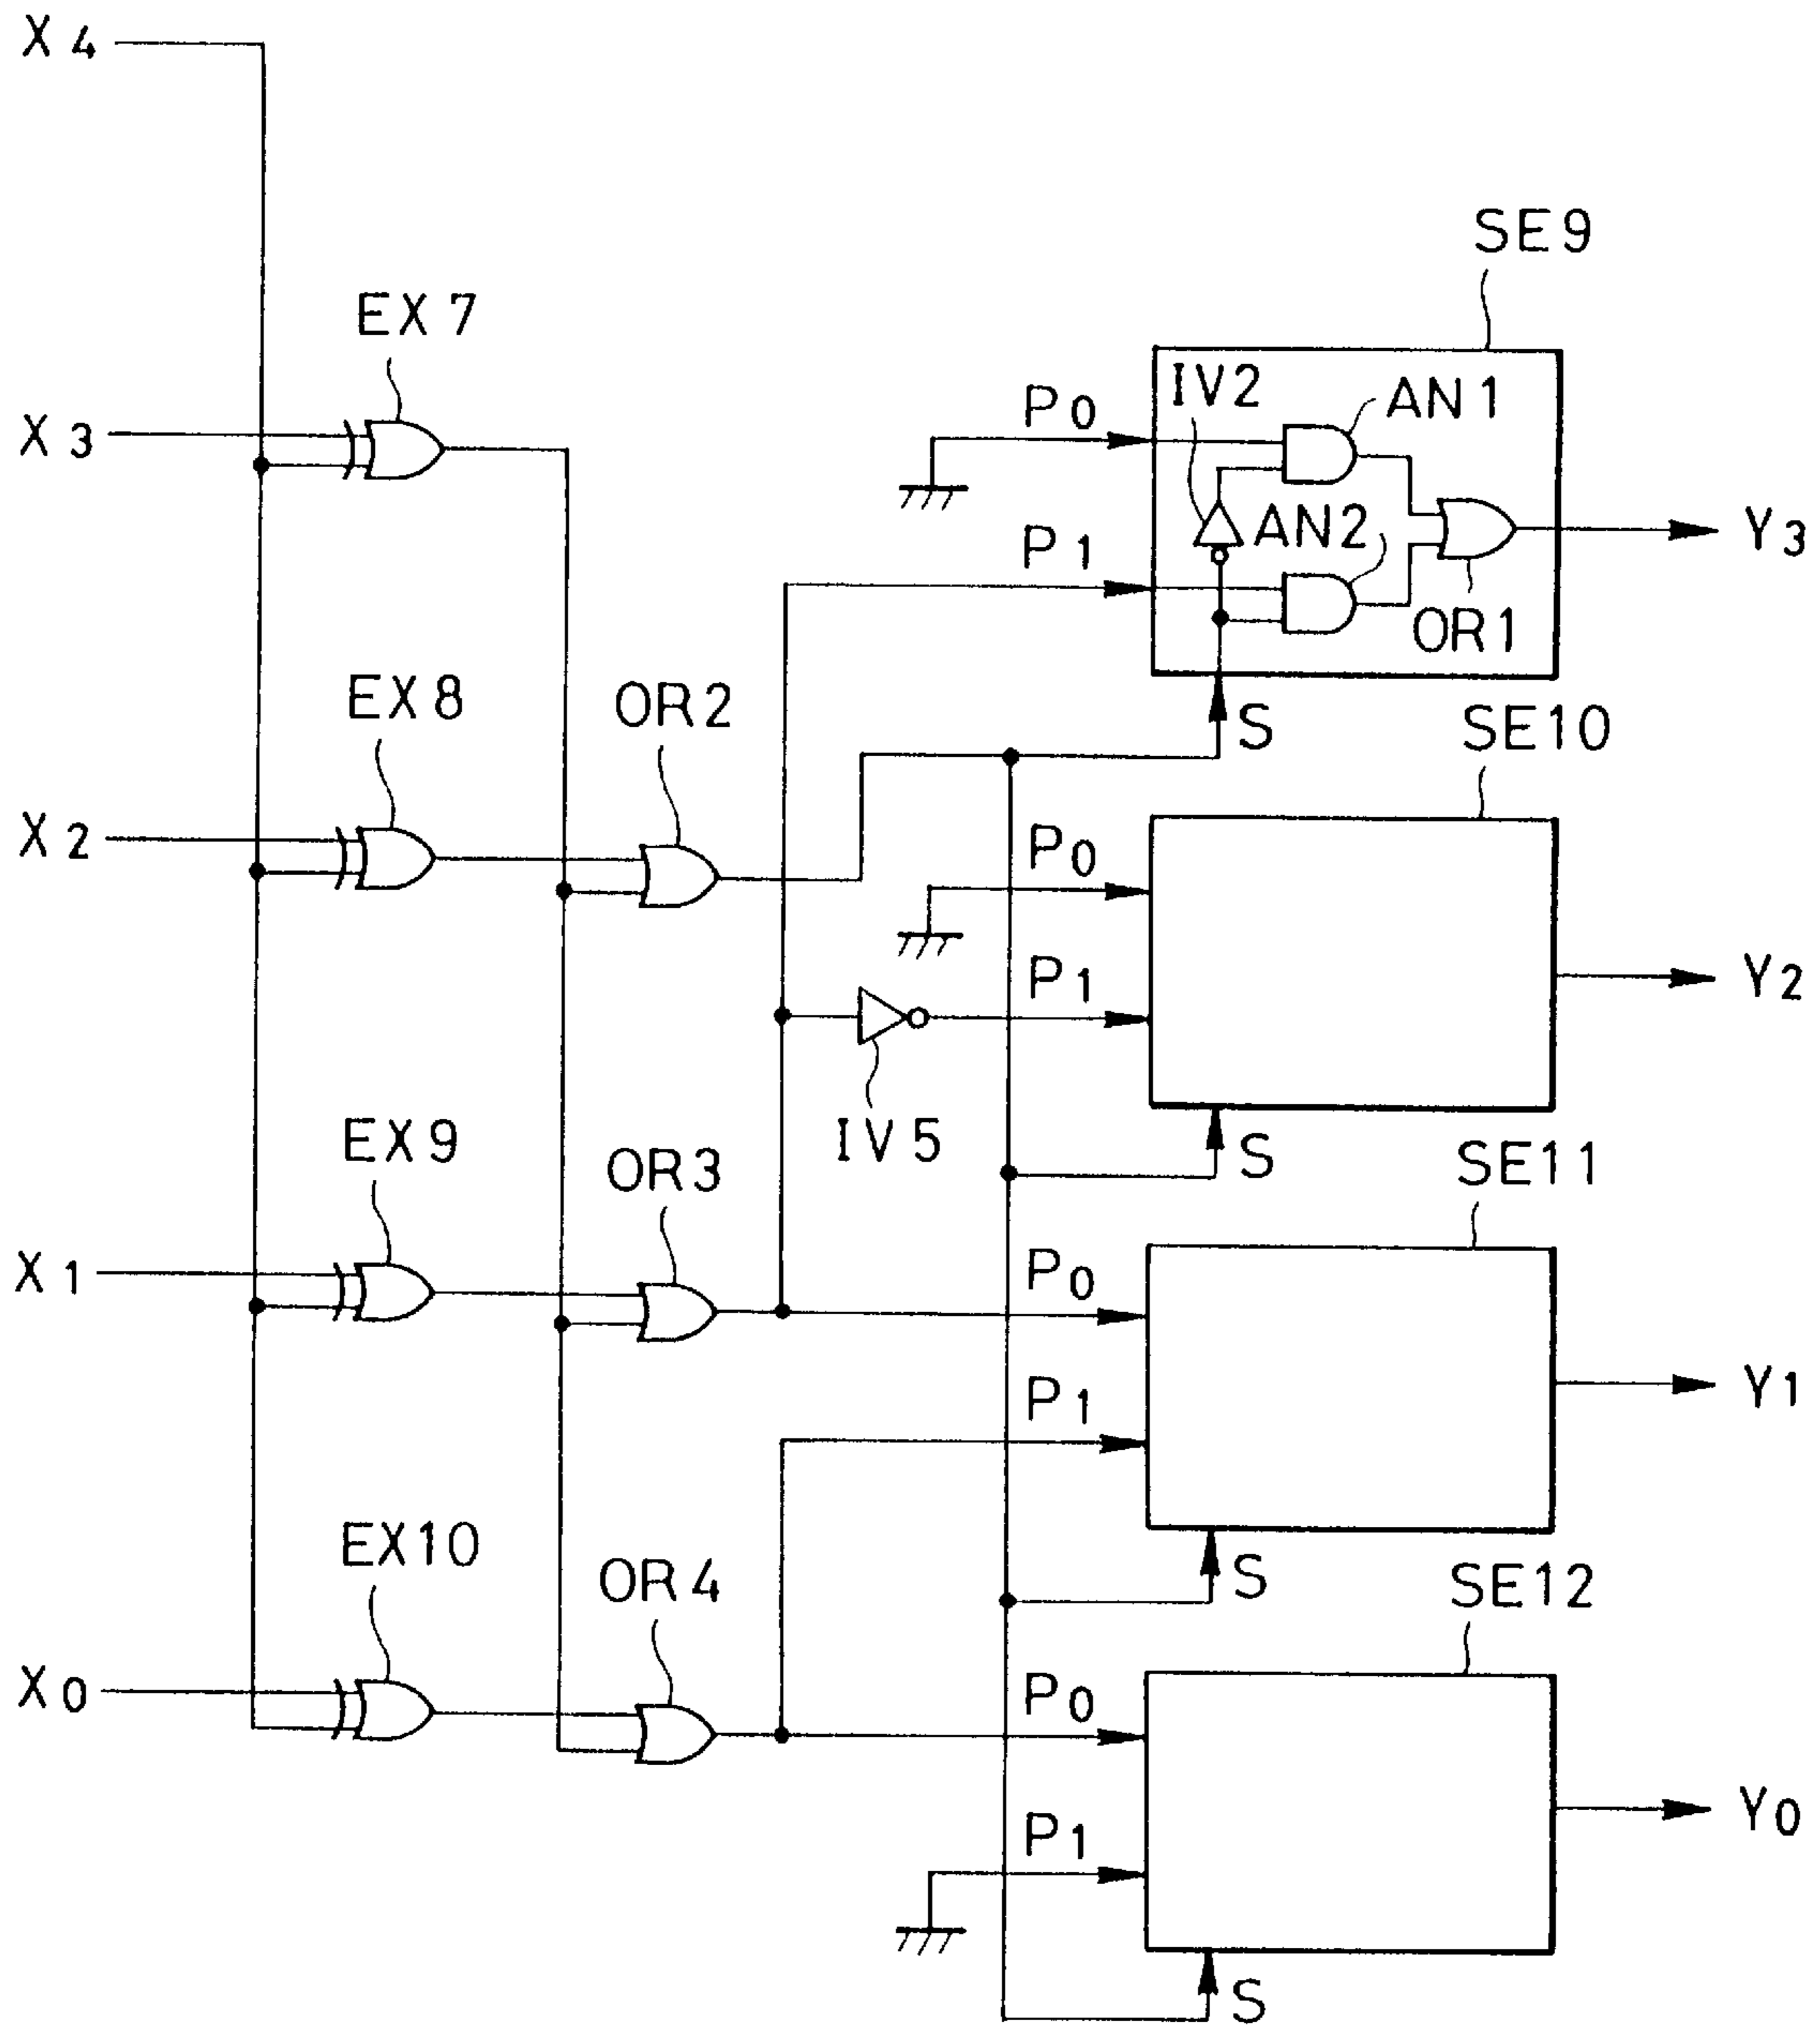 X4
SE9
EX7
IV2
AN1
P0
X3
AN2
Y3
P1
OR1
EX8
OR2
S
SE10
X2
P0
P1
Y2
EX9
IV5
S
SE11
OR3
X1
P0
P1
Y1
EX10
OR4
S
SE12
X0
P0
P1
Y0
S